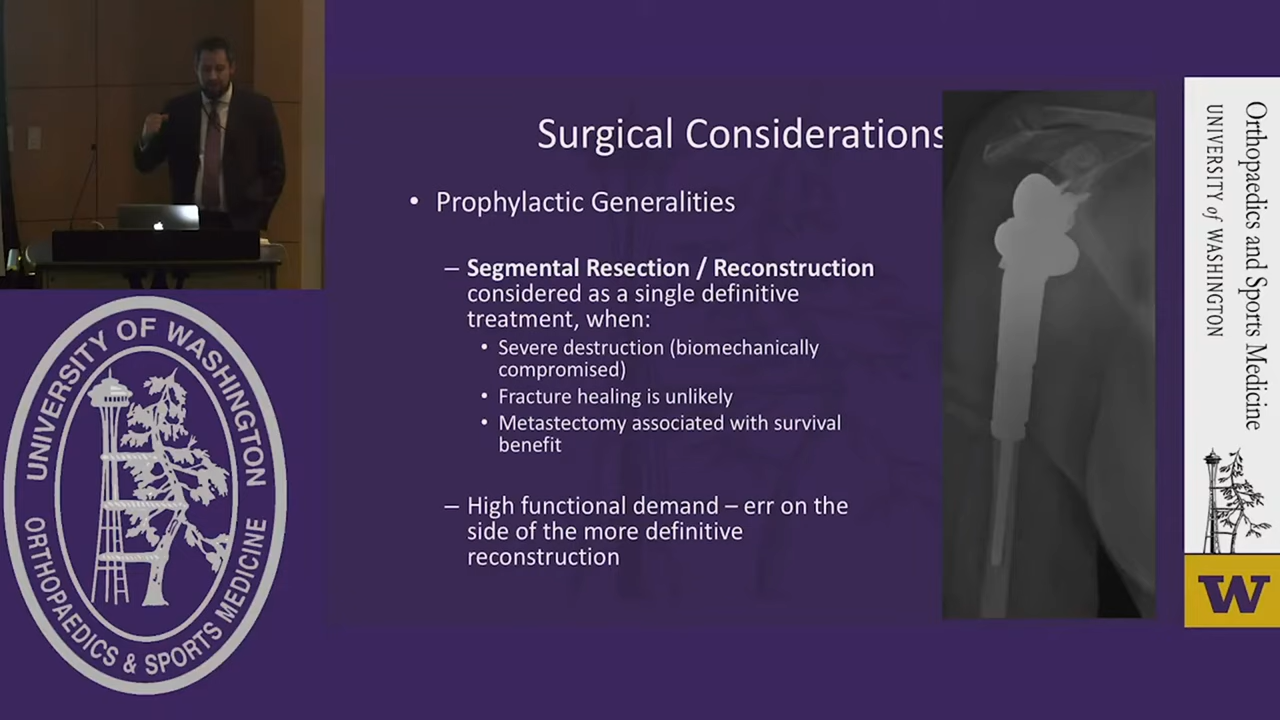 Surgical Considerations
• Prophylactic Generalities
– Segmental Resection / Reconstruction
considered as a single definitive
treatment, when:
• Severe destruction (biomechanically
compromised)
• Fracture healing is unlikely
• Metastectomy associated with survival
benefit
– High functional demand – err on the
side of the more definitive
reconstruction
Orthopaedics and Sports Medicine
UNIVERSITY of WASHINGTON
W
UNIVERSITY OF WASHINGTON
ORTHOPAEDICS & SPORTS MEDICINE